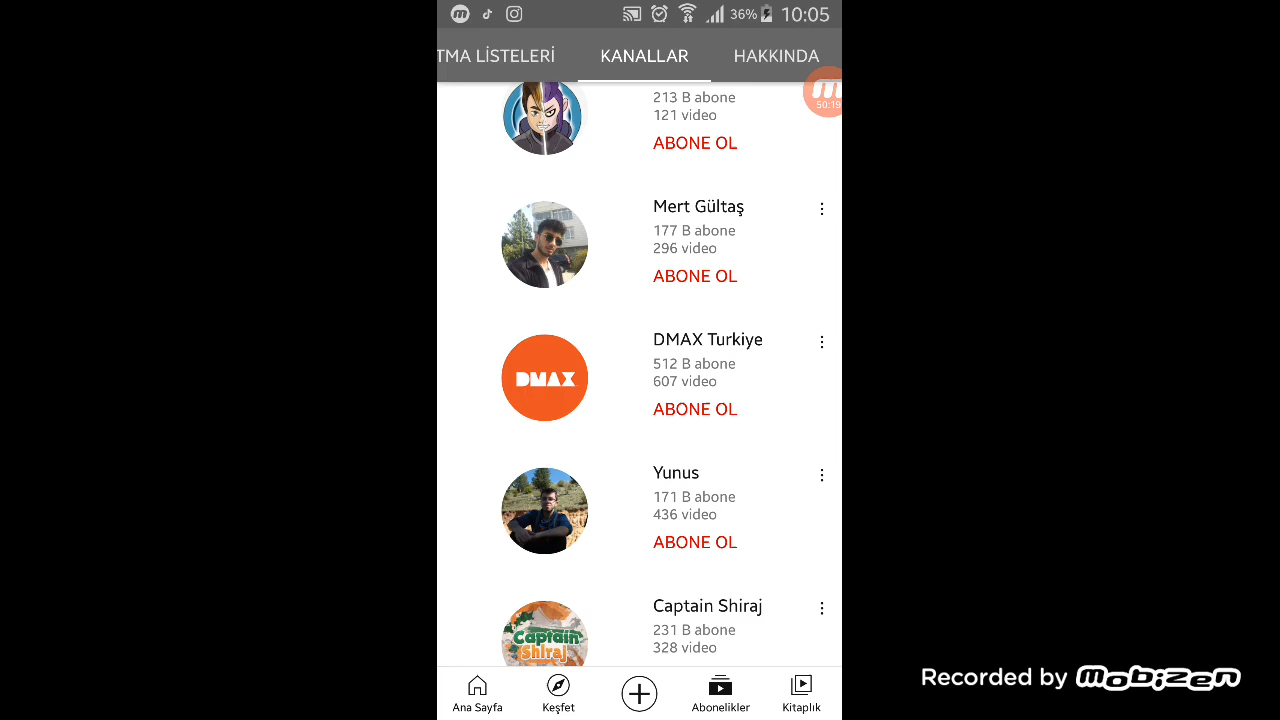 36% 10:05
TMA LİSTELERİ KANALLAR HAKKINDA
50:19
213 B abone
121 video
ABONE OL
Mert Gültaş
177 B abone
296 video
ABONE OL
DMAX
DMAX Turkiye
512 B abone
607 video
ABONE OL
Yunus
171 B abone
436 video
ABONE OL
Captain
Shiraj
Captain Shiraj
231 B abone
328 video
Ana Sayfa Keşfet Abonelikler Kitaplık
Recorded by mobizen